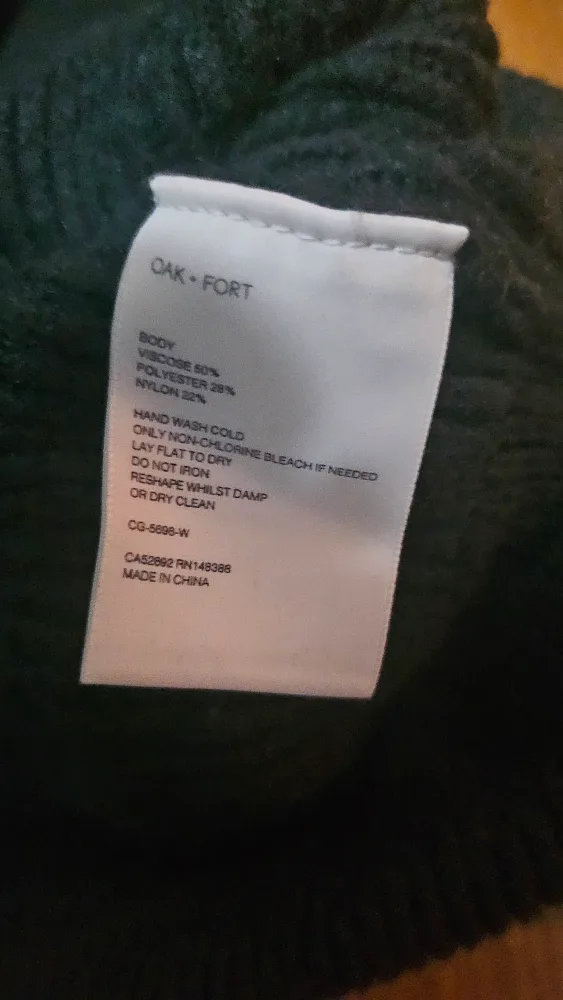 OAK + FORT
BODY
VISCOSE 50%
POLYESTER 28%
NYLON 22%
HAND WASH COLD
ONLY NON-CHLORINE BLEACH IF NEEDED
LAY FLAT TO DRY
DO NOT IRON
RESHAPE WHILST DAMP
OR DRY CLEAN
CG-5698-W
CA52892 RN148388
MADE IN CHINA